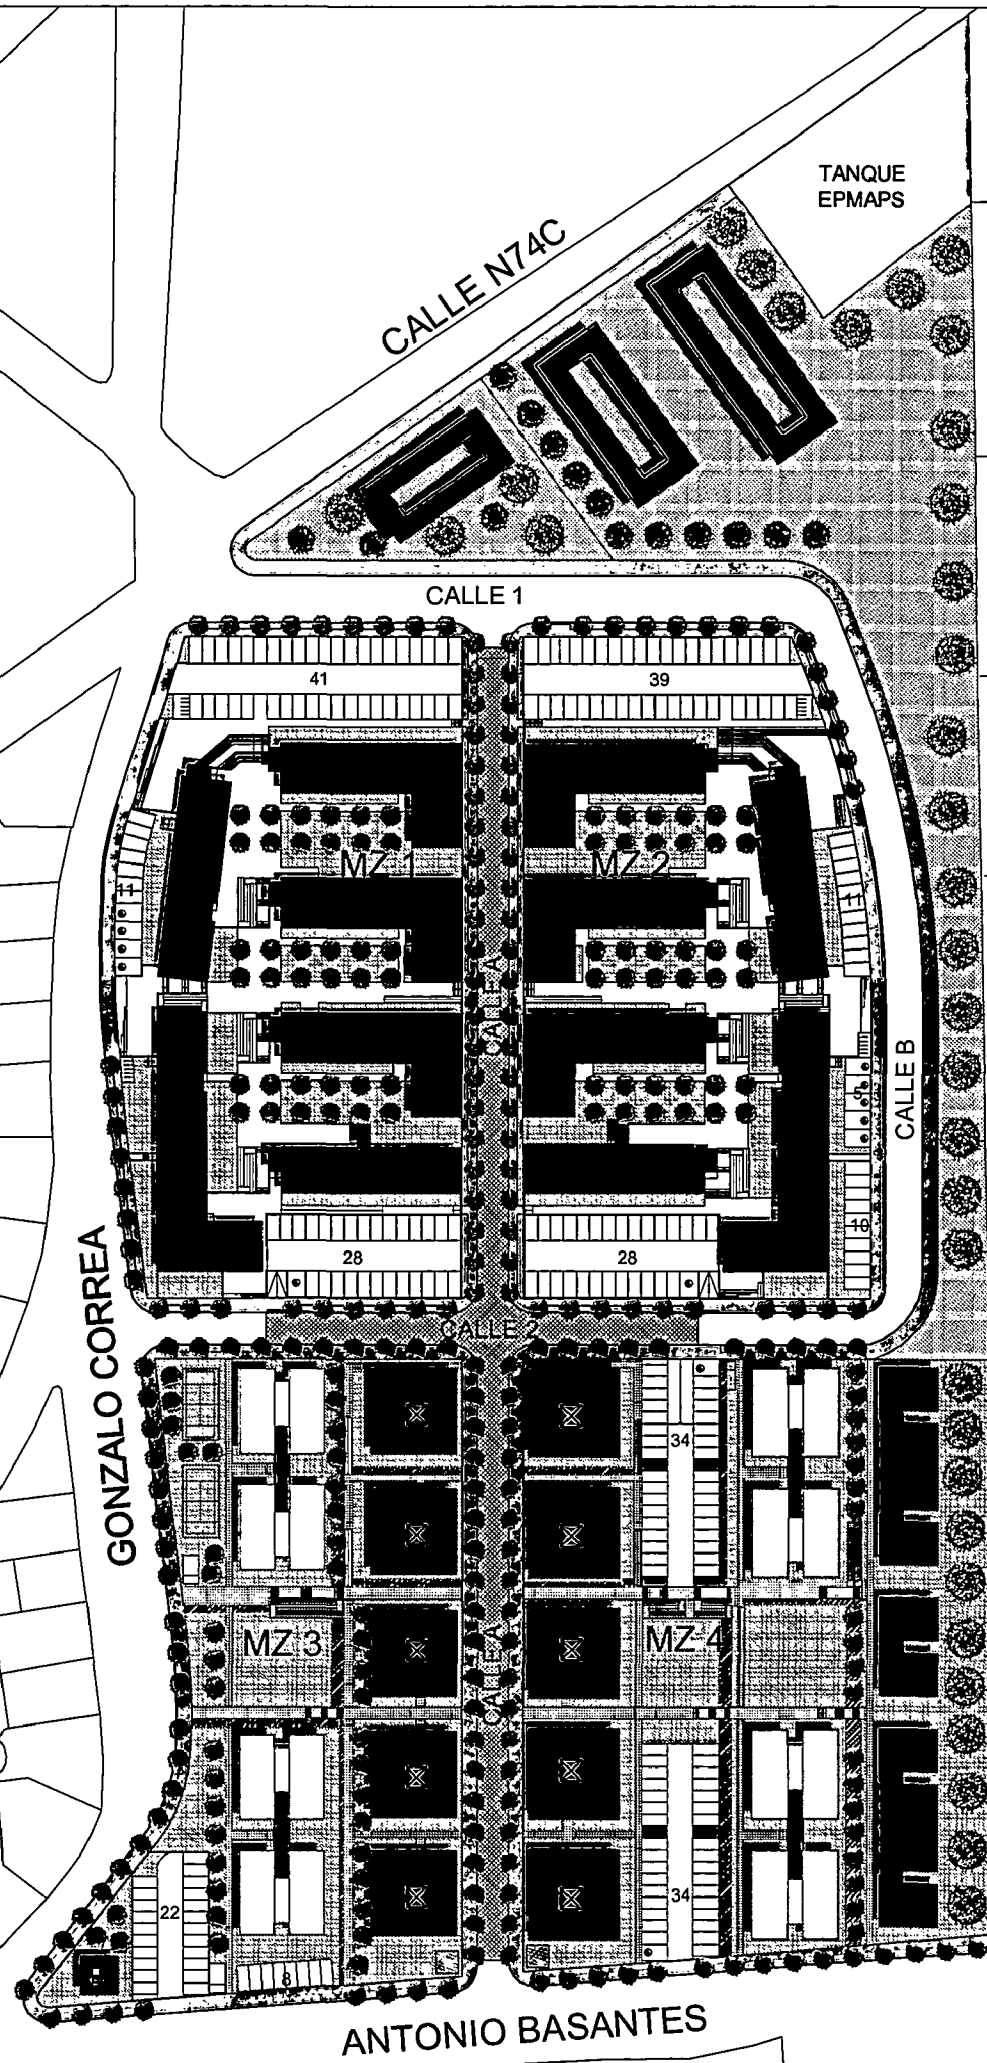 TANQUE
EPMAPS
CALLE N74C
CALLE 1
41
39
MZ 1
MZ 2
11
11
CALLE A
CALLE B
28
28
10
CALLE 2
GONZALO CORREA
34
MZ 3
MZ 4
CALLE A
34
22
8
ANTONIO BASANTES